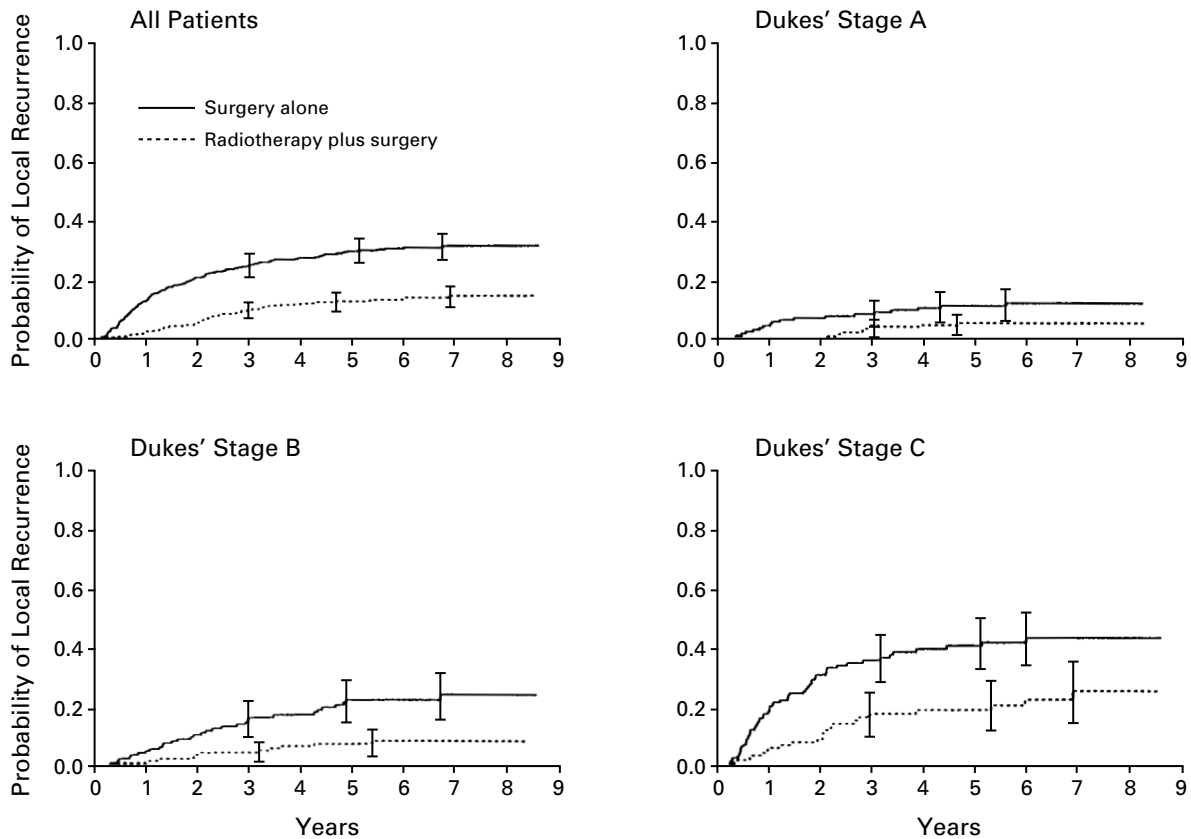 All Patients
Probability of Local Recurrence
1.0
0.8
0.6
0.4
0.2
0.0
Surgery alone
Radiotherapy plus surgery
0 1 2 3 4 5 6 7 8 9
Dukes’ Stage A
1.0
0.8
0.6
0.4
0.2
0.0
0 1 2 3 4 5 6 7 8 9
Dukes’ Stage B
Probability of Local Recurrence
1.0
0.8
0.6
0.4
0.2
0.0
0 1 2 3 4 5 6 7 8 9
Years
Dukes’ Stage C
1.0
0.8
0.6
0.4
0.2
0.0
0 1 2 3 4 5 6 7 8 9
Years